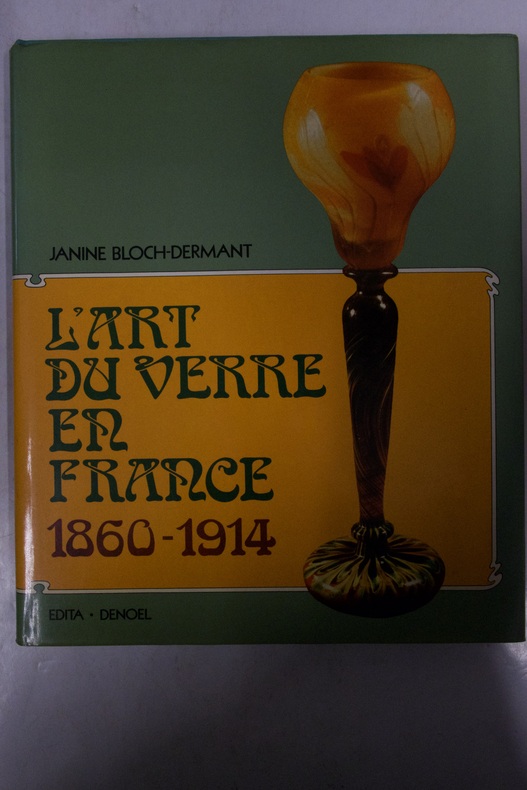 JANINE BLOCH-DERMANT
L'ART
DU VERRE
EN
FRANCE
1860-1914
EDITA • DENOEL